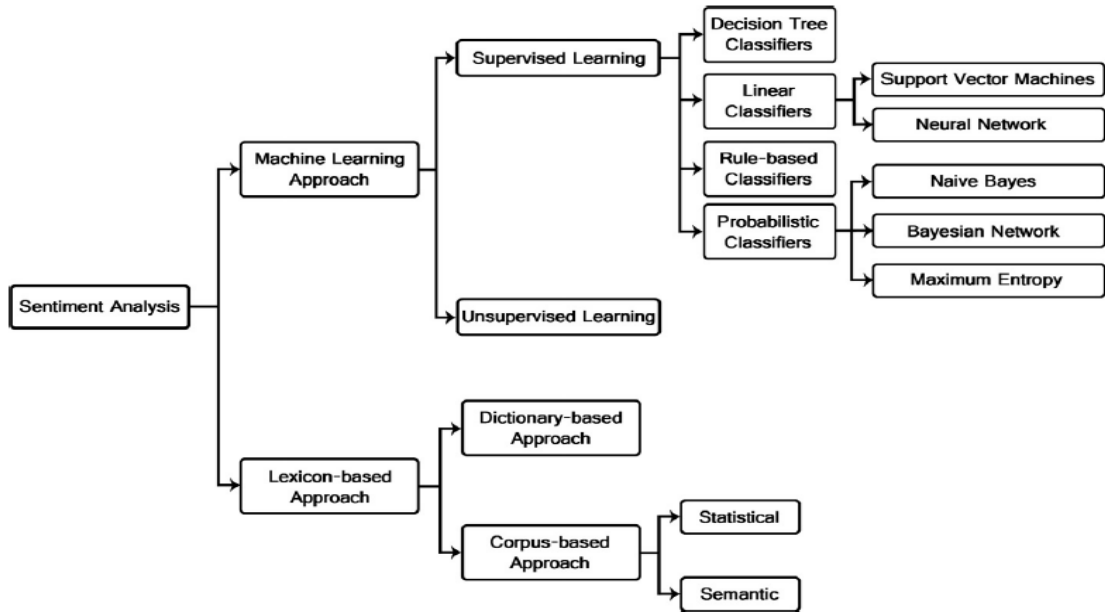 Decision Tree
Classifiers
Supervised Learning
Linear
Classifiers
Support Vector Machines
Neural Network
Machine Learning
Approach
Rule-based
Classifiers
Naive Bayes
Probabilistic
Classifiers
Bayesian Network
Maximum Entropy
Sentiment Analysis
Unsupervised Learning
Dictionary-based
Approach
Lexicon-based
Approach
Statistical
Corpus-based
Approach
Semantic